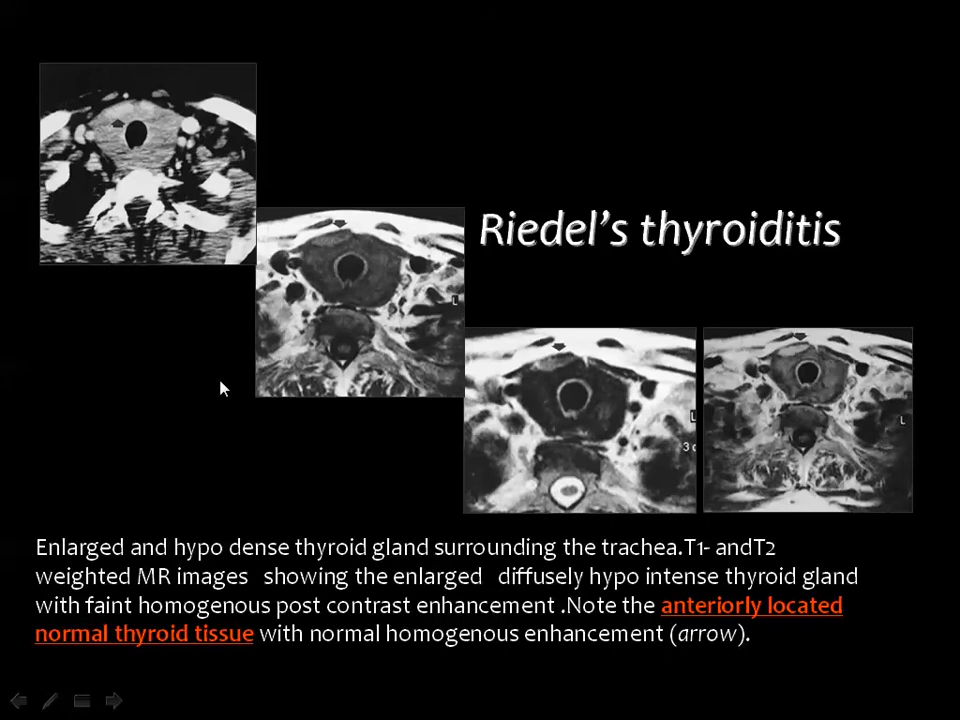 Riedel's thyroiditis
L
L
3 c
L
Enlarged and hypo dense thyroid gland surrounding the trachea.T1- andT2
weighted MR images showing the enlarged diffusely hypo intense thyroid gland
with faint homogenous post contrast enhancement .Note the anteriorly located
normal thyroid tissue with normal homogenous enhancement (arrow).